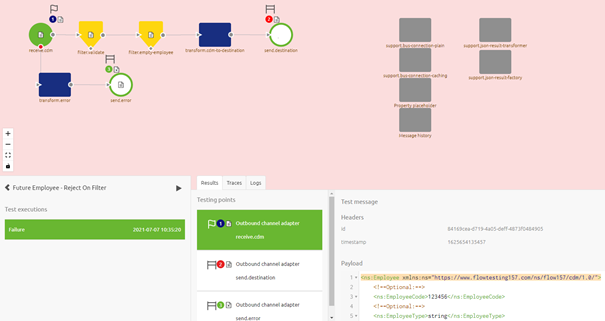 1
2
receive.cdm
filter.validate
filter.empty-employee
transform.cdm-to-destination
send.destination
support.bus-connection-plain
support.json-result-transformer
3
transform.error
send.error
support.bus-connection-caching
support.json-result-factory
Property placeholder
Message history
Future Employee - Reject On Filter
Results
Traces
Logs
Test executions
Failure
2021-07-07 10:35:20
Testing points
1
Outbound channel adapter
receive.cdm
2
Outbound channel adapter
send.destination
3
Outbound channel adapter
send.error
Test message
Headers
id
timestamp
1625654135457
Payload
1
<ns:Employee xmlns:ns="https://www.flowtesting157.com/ns/flow157/cdm/1.0/">
2
<!--Optional:-->
3
<ns:EmployeeCode>123456</ns:EmployeeCode>
4
<!--Optional:-->
5
<ns:EmployeeType>string</ns:EmployeeType>